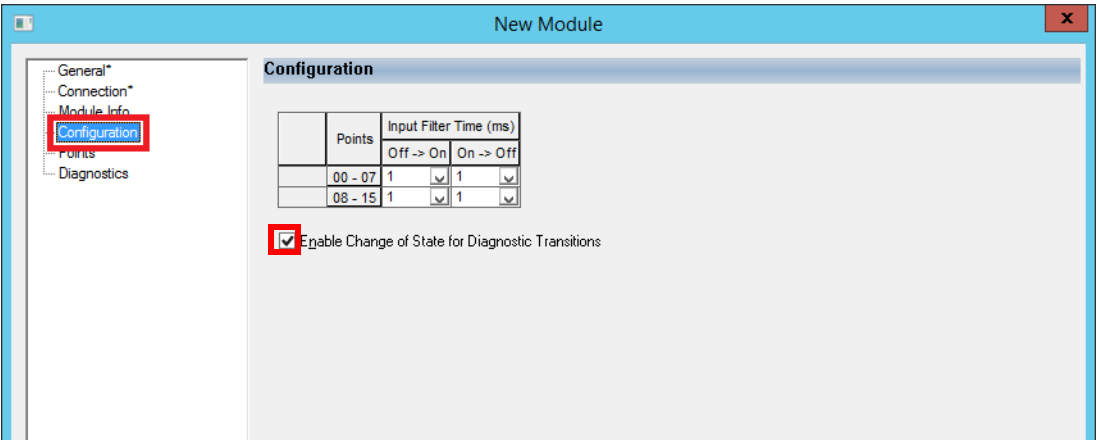 New Module
x
General*
Connection*
Module Info
Configuration
Points
Diagnostics
Configuration
Points Input Filter Time (ms)
Off -> On On -> Off
00 - 07 1 1
08 - 15 1 1
Enable Change of State for Diagnostic Transitions